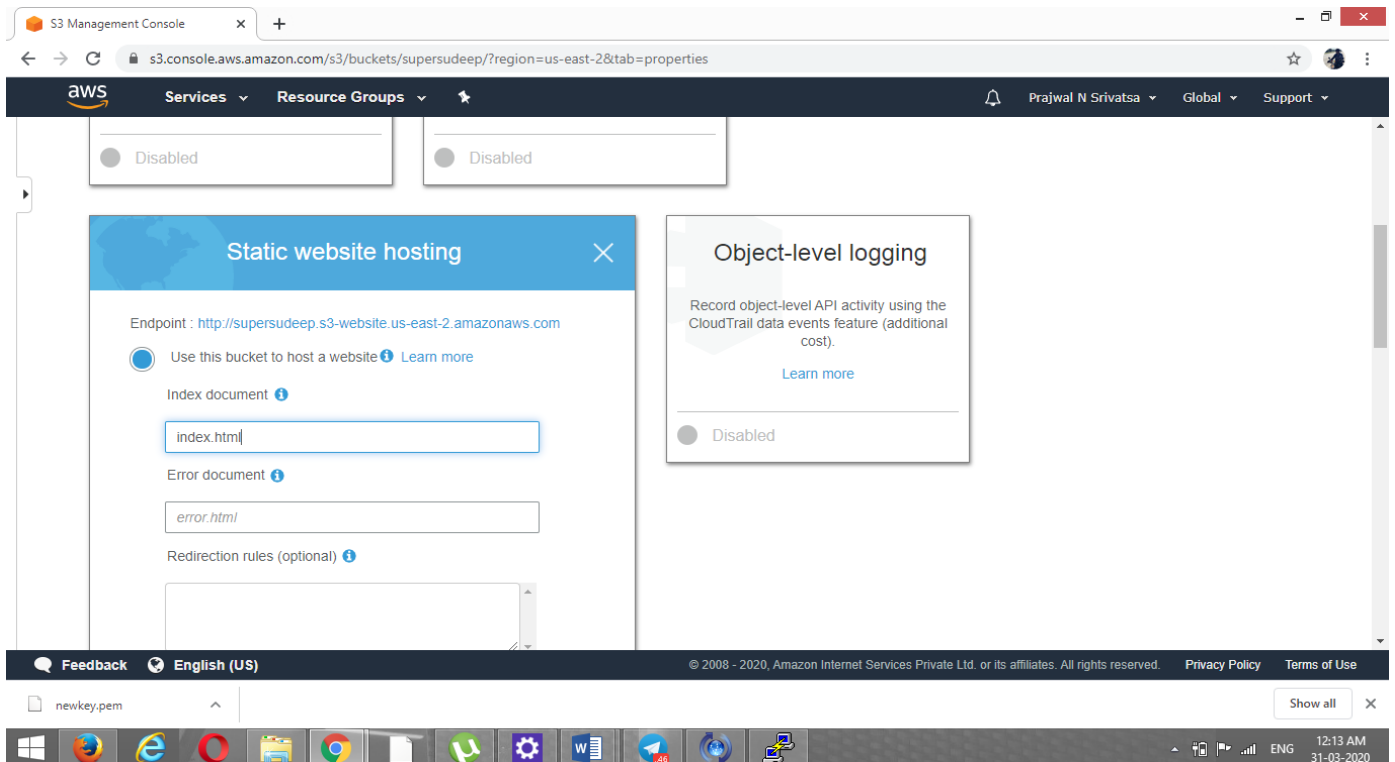 S3 Management Console
s3.console.aws.amazon.com/s3/buckets/supersudeep/?region=us-east-2&tab=properties
aws
Services
Resource Groups
Prajwal N Srivatsa
Global
Support
Disabled
Disabled
Static website hosting
Endpoint : http://supersudeep.s3-website.us-east-2.amazonaws.com
Use this bucket to host a website Learn more
Index document
index.html
Error document
error.html
Redirection rules (optional)
Object-level logging
Record object-level API activity using the
CloudTrail data events feature (additional
cost).
Learn more
Disabled
Feedback
English (US)
© 2008 - 2020, Amazon Internet Services Private Ltd. or its affiliates. All rights reserved.
Privacy Policy
Terms of Use
newkey.pem
Show all
46
ENG
12:13 AM
31-03-2020